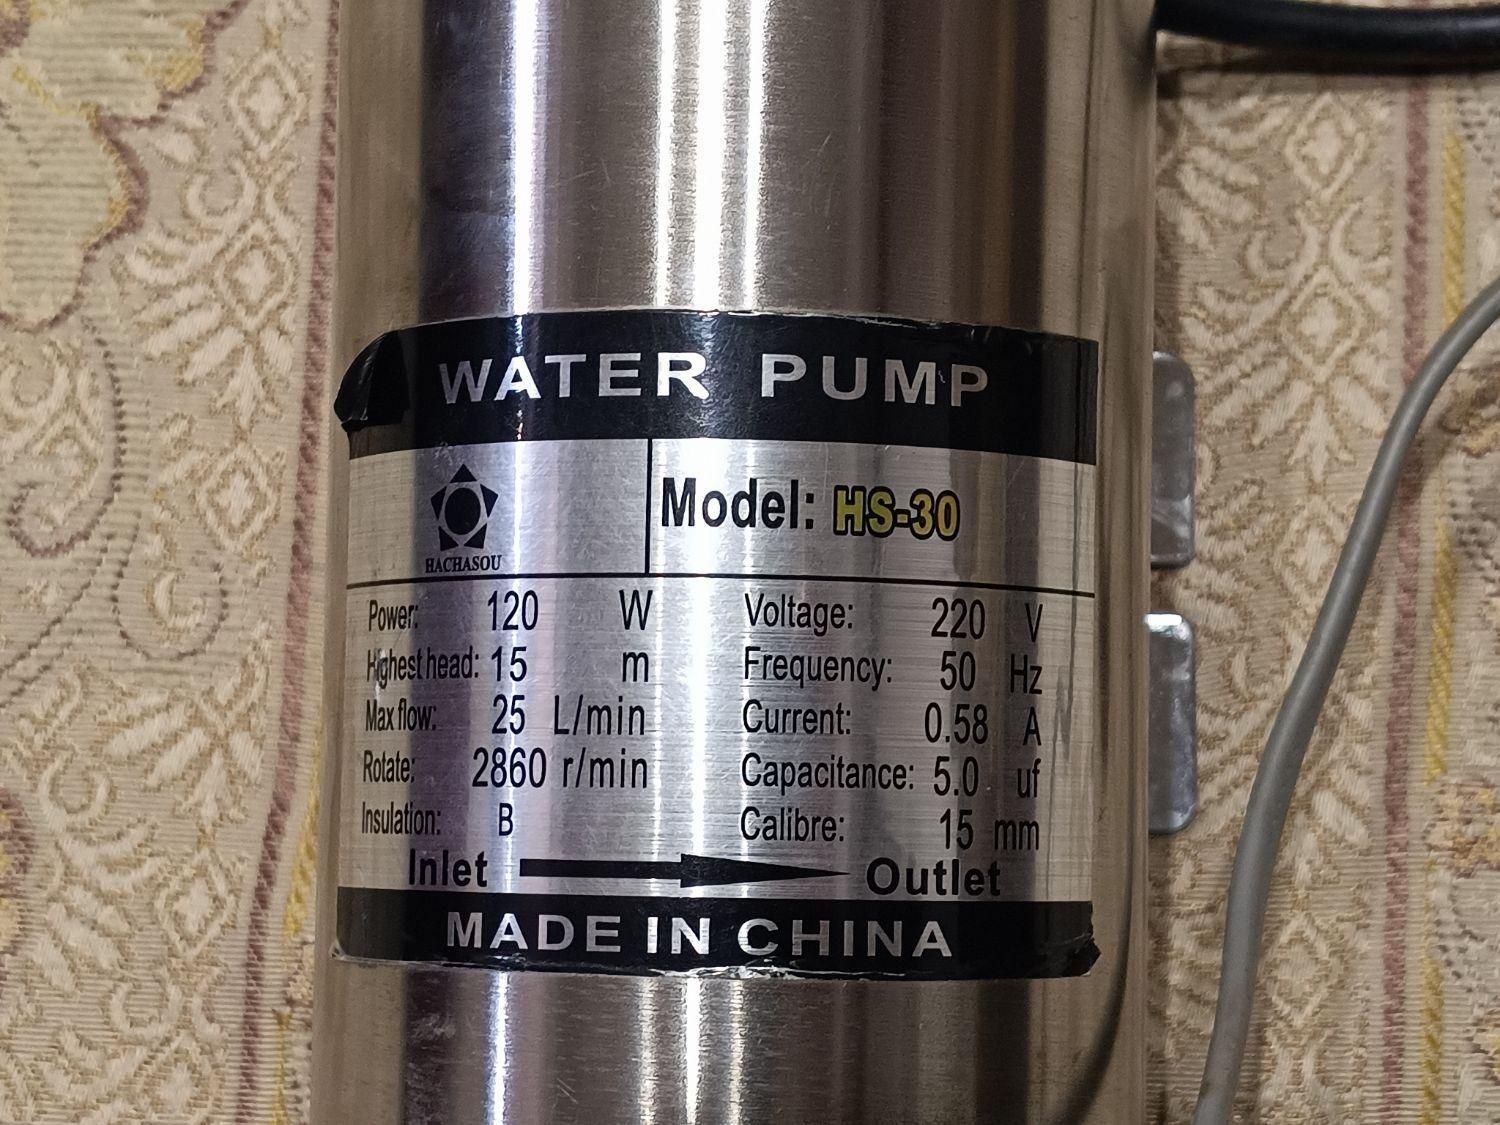 WATER PUMP
HACHASOU
Model: HS-30
Power: 120 W Voltage: 220 V
Highest head: 15 m Frequency: 50 Hz
Max flow: 25 L/min Current: 0.58 A
Rotate: 2860 r/min Capacitance: 5.0 uf
Insulation: B Calibre: 15 mm
Inlet Outlet
MADE IN CHINA